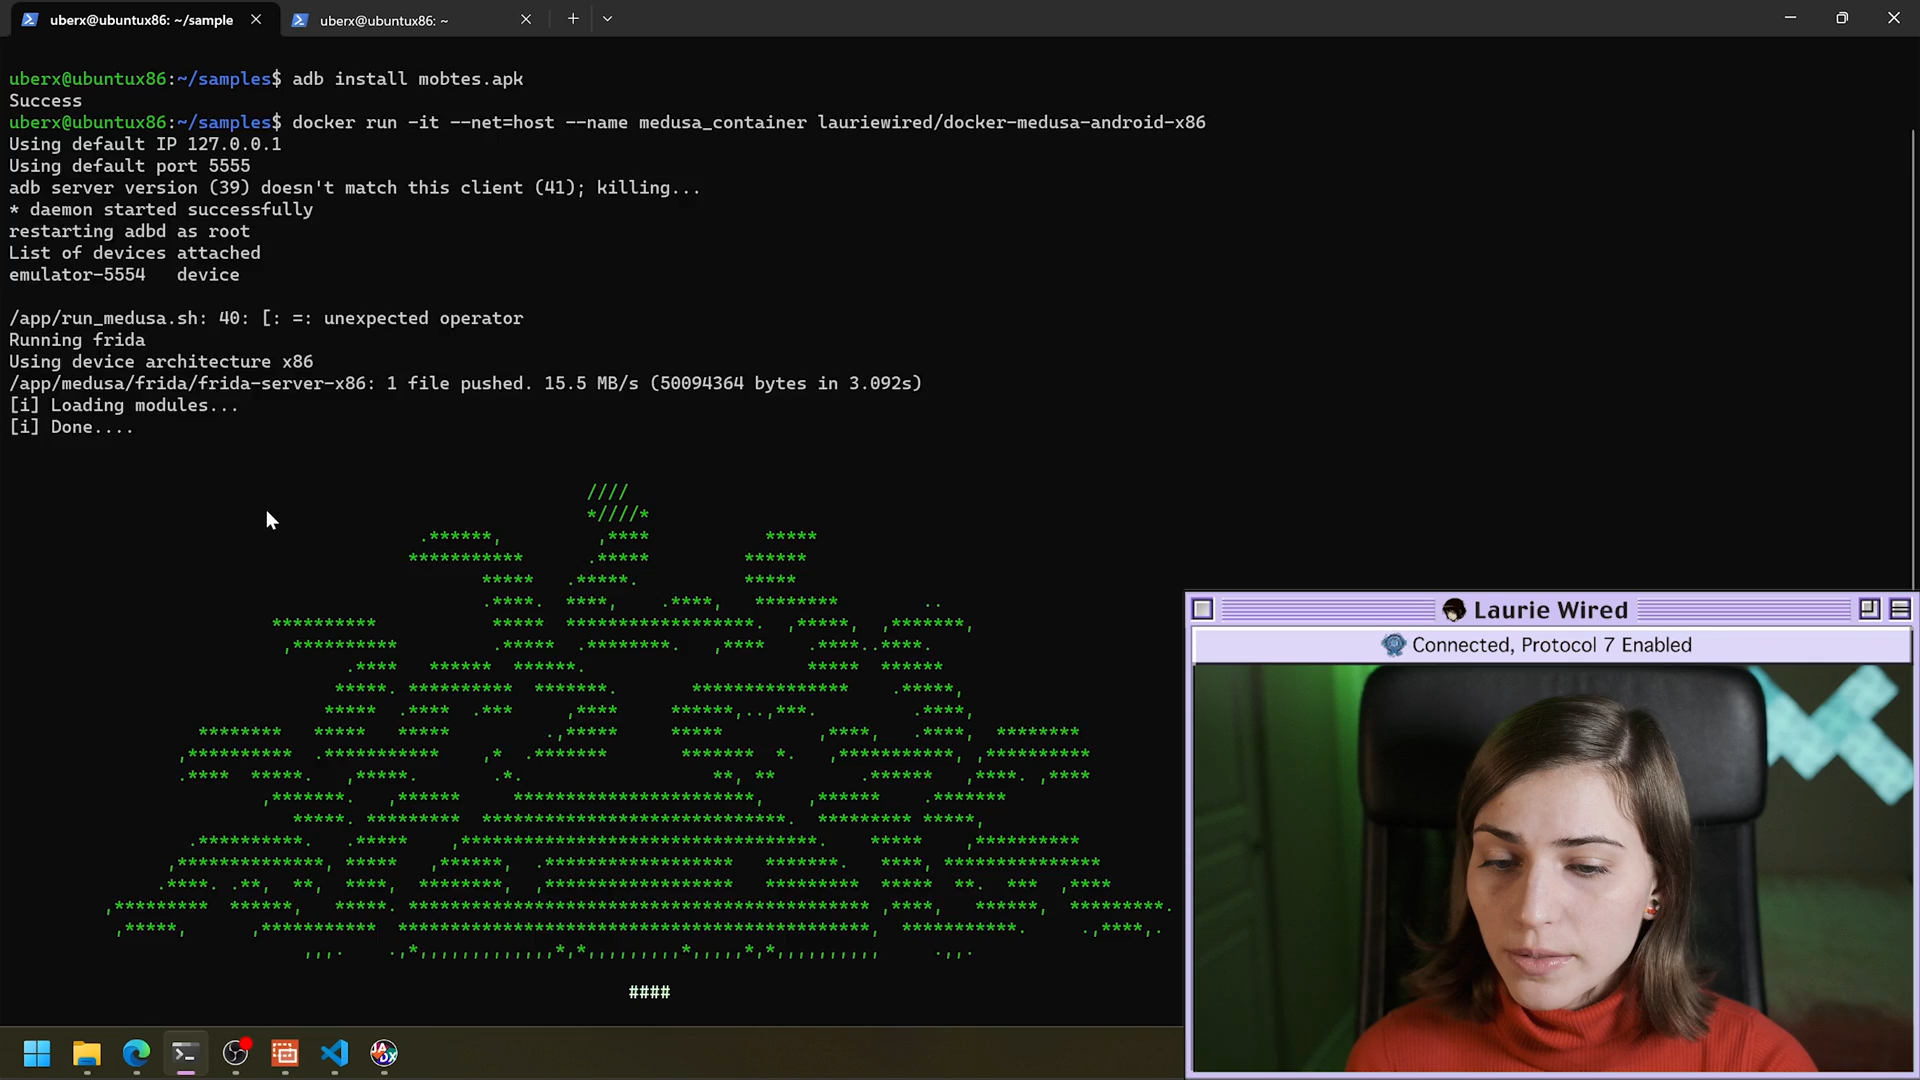 uberx@ubuntux86: ~/sample
uberx@ubuntux86: ~
uberx@ubuntux86:~/samples$ adb install mobtes.apk
Success
uberx@ubuntux86:~/samples$ docker run -it --net=host --name medusa_container lauriewired/docker-medusa-android-x86
Using default IP 127.0.0.1
Using default port 5555
adb server version (39) doesn't match this client (41); killing...
* daemon started successfully
restarting adbd as root
List of devices attached
emulator-5554   device
/app/run_medusa.sh: 40: [: =: unexpected operator
Running frida
Using device architecture x86
/app/medusa/frida/frida-server-x86: 1 file pushed. 15.5 MB/s (50094364 bytes in 3.092s)
[i] Loading modules...
[i] Done....
####
Laurie Wired
Connected, Protocol 7 Enabled